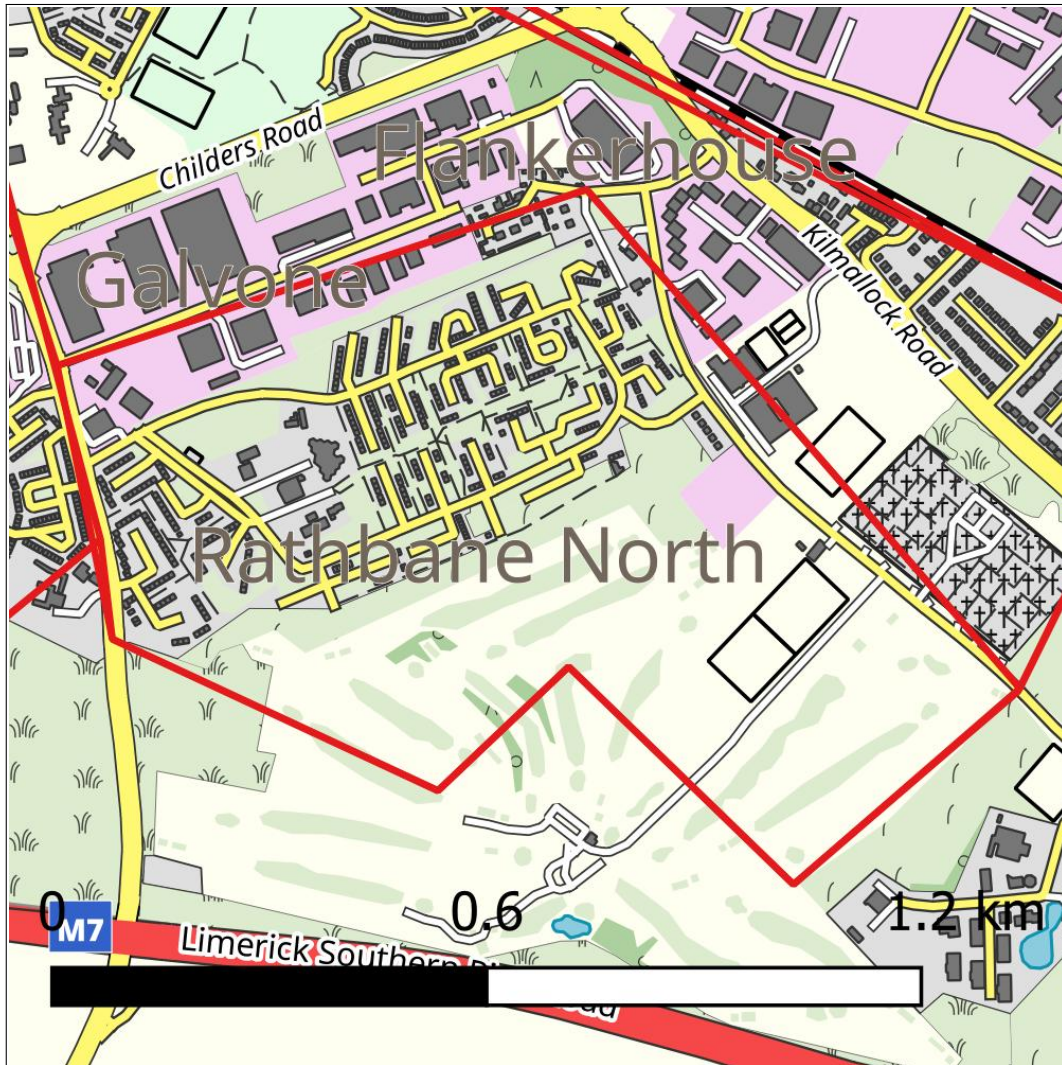 Childers Road
Flankerhouse
Galvone
Kilmallock Road
Rathbane North
0
0.6
1.2 km
M7
Limerick Southern
Road